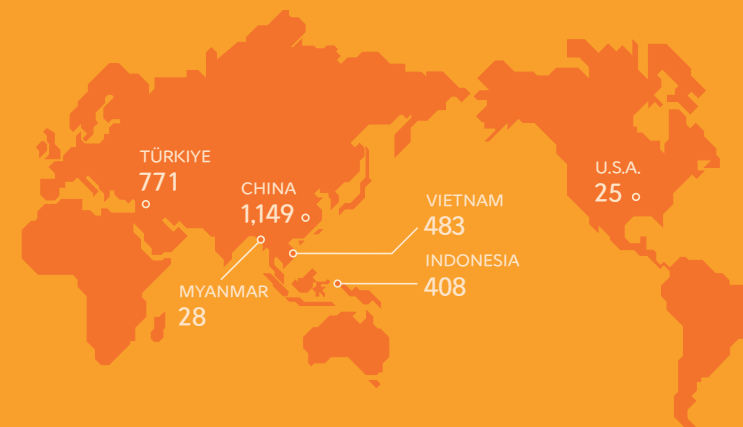 TÜRKIYE
771
CHINA
1,149
MYANMAR
28
VIETNAM
483
INDONESIA
408
U.S.A.
25